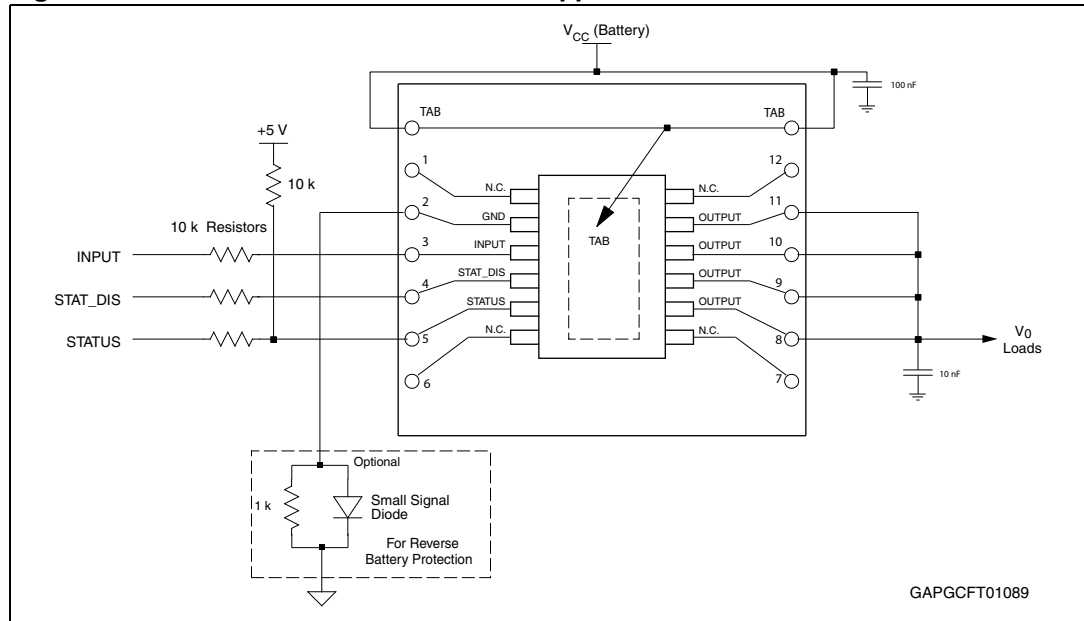 V_CC (Battery)
100 nF
TAB
TAB
+5 V
10 k
1
12
N.C.
N.C.
2
11
GND
OUTPUT
10 k Resistors
3
10
INPUT
INPUT
TAB
OUTPUT
4
9
STAT_DIS
STAT_DIS
OUTPUT
STATUS
STATUS
5
OUTPUT
8
V0
Loads
N.C.
N.C.
6
7
10 nF
Optional
1 k
Small Signal
Diode
For Reverse
Battery Protection
GAPGCFT01089